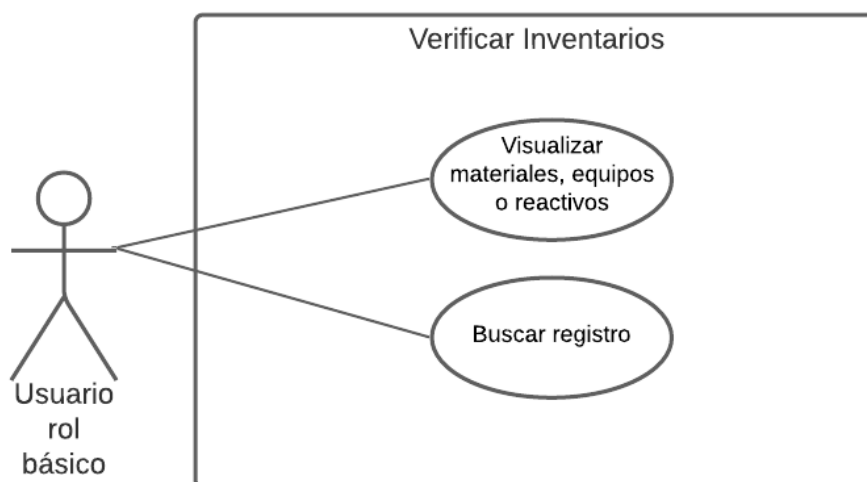 Verificar Inventarios
Visualizar
materiales, equipos
o reactivos
Buscar registro
Usuario
rol
básico